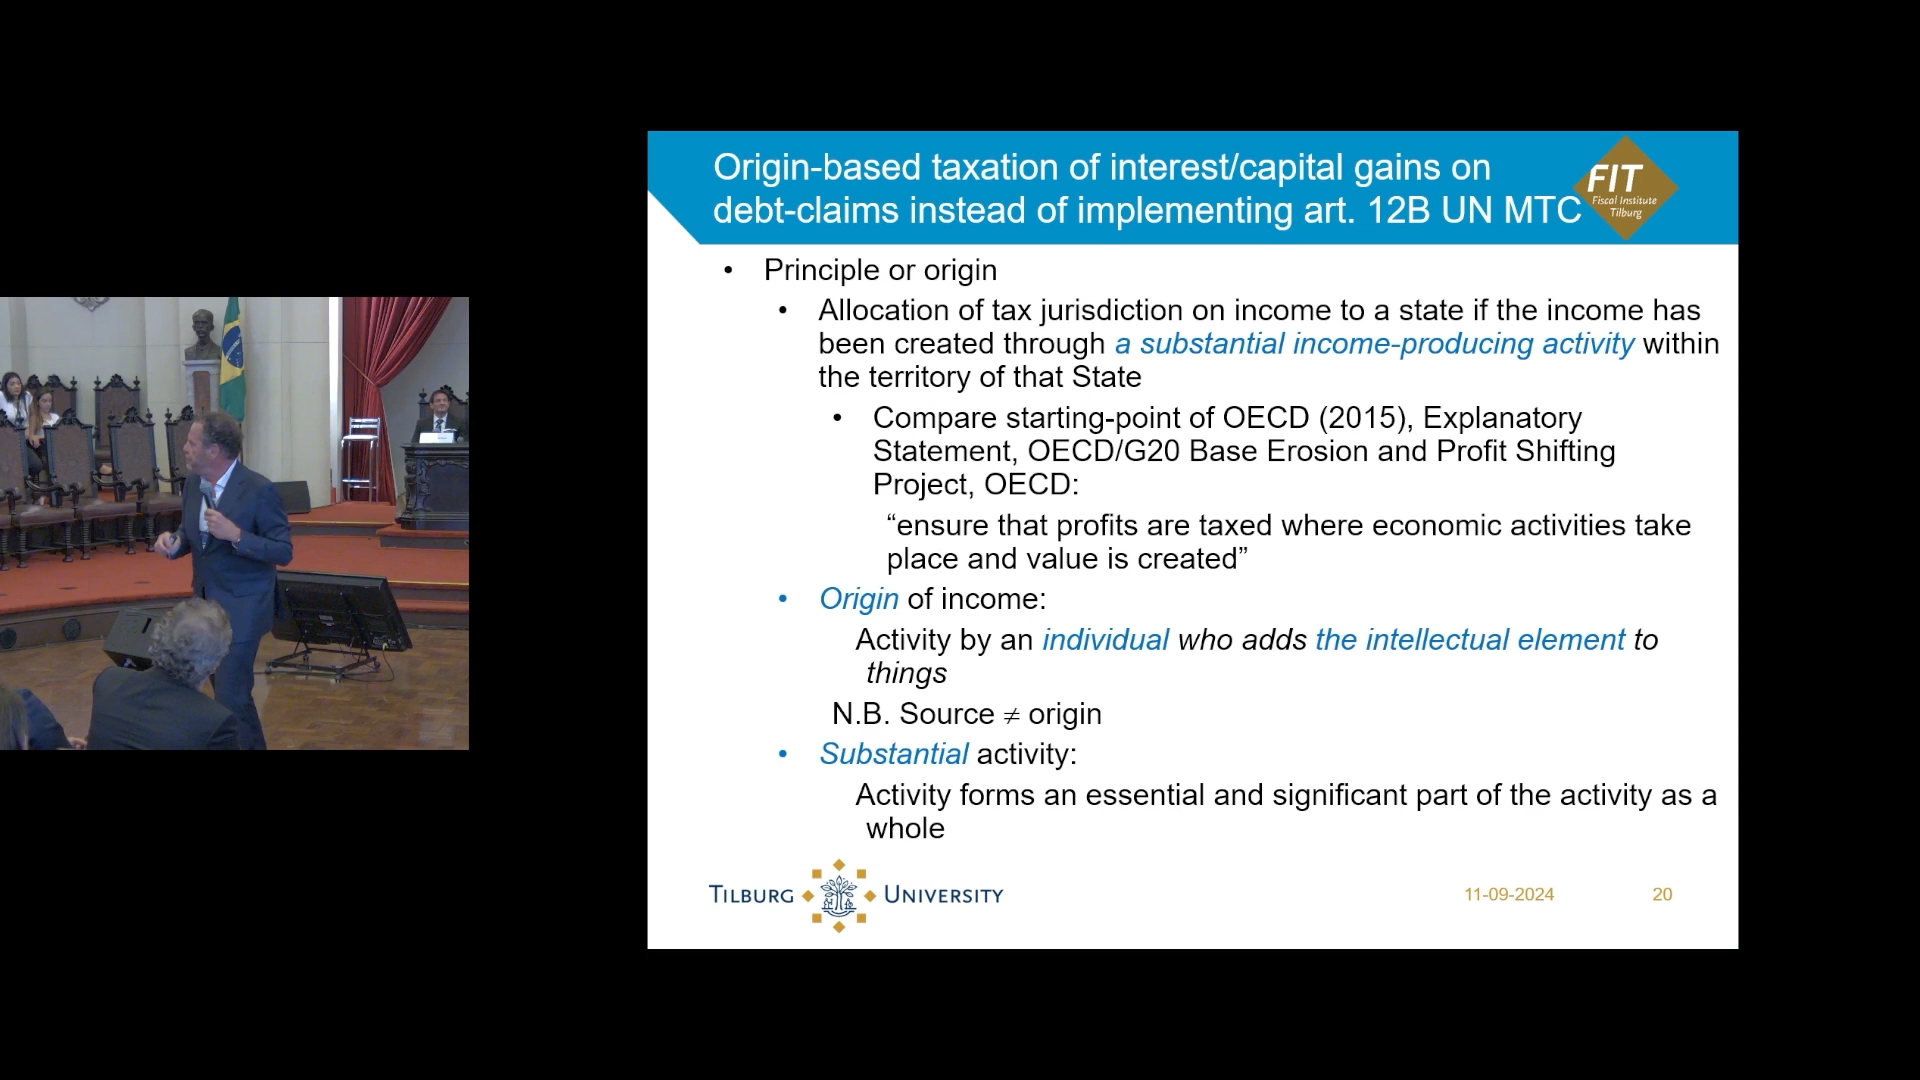 Origin-based taxation of interest/capital gains on
debt-claims instead of implementing art. 12B UN MTC
FIT
Fiscal Institute
Tilburg
• Principle or origin
• Allocation of tax jurisdiction on income to a state if the income has
been created through a substantial income-producing activity within
the territory of that State
• Compare starting-point of OECD (2015), Explanatory
Statement, OECD/G20 Base Erosion and Profit Shifting
Project, OECD:
“ensure that profits are taxed where economic activities take
place and value is created”
• Origin of income:
Activity by an individual who adds the intellectual element to
things
N.B. Source ≠ origin
• Substantial activity:
Activity forms an essential and significant part of the activity as a
whole
TILBURG UNIVERSITY
11-09-2024
20